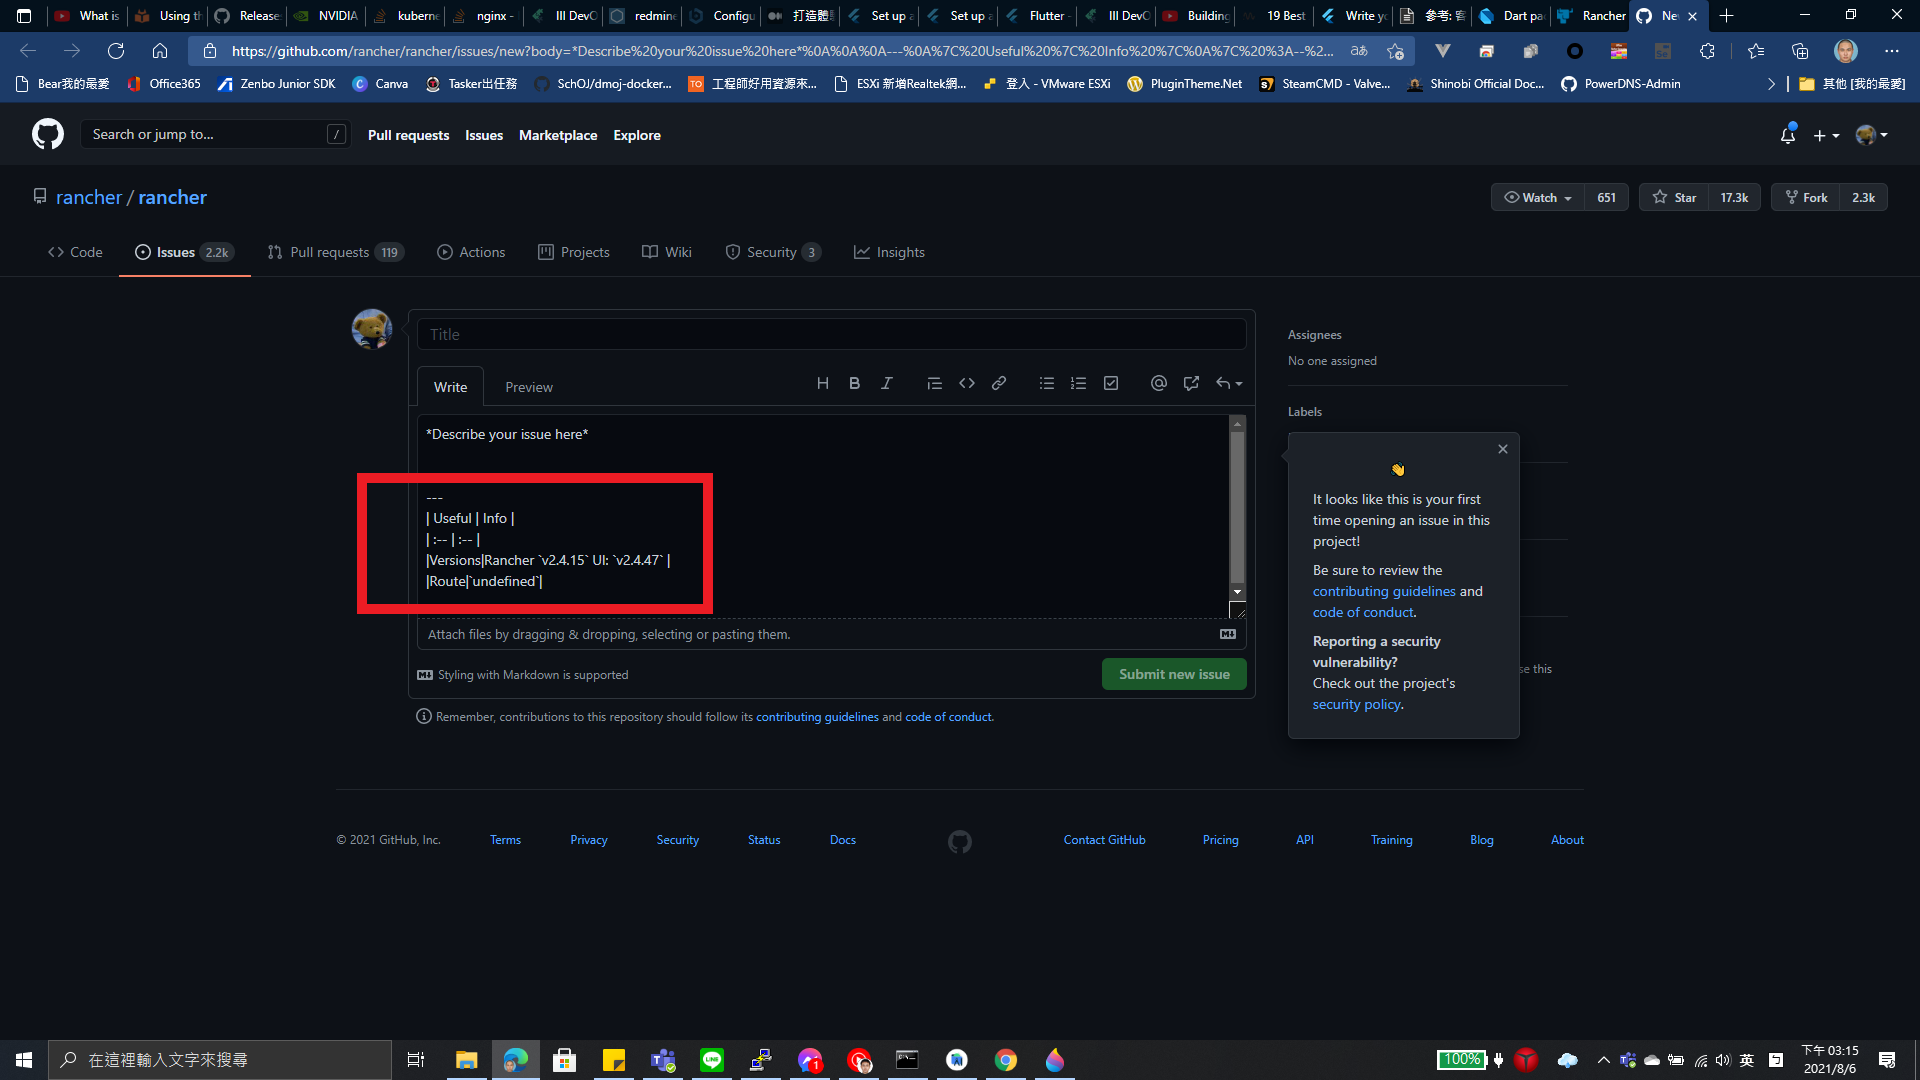 What is
Using th
Release
NVIDIA
kuberne
nginx -
III DevO
redmine
Configu
打造體
Set up a
Set up a
Flutter -
III DevO
Building
19 Best
Write yo
參考: 客
Dart pa
Rancher
Ne
https://github.com/rancher/rancher/issues/new?body=*Describe%20your%20issue%20here*%0A%0A%0A---%0A%7C%20Useful%20%7C%20Info%20%7C%0A%7C%20%3A--%2...
Bear我的最愛
Office365
Zenbo Junior SDK
Canva
Tasker出任務
SchOJ/dmoj-docker...
工程師好用資源來...
ESXi 新增Realtek網...
登入 - VMware ESXi
PluginTheme.Net
SteamCMD - Valve...
Shinobi Official Doc...
PowerDNS-Admin
其他 [我的最愛]
Search or jump to...
/
Pull requests
Issues
Marketplace
Explore
rancher / rancher
Watch 651
Star 17.3k
Fork 2.3k
Code
Issues 2.2k
Pull requests 119
Actions
Projects
Wiki
Security 3
Insights
Title
Write
Preview
*Describe your issue here*
---
| Useful | Info |
| :-- | :-- |
|Versions|Rancher `v2.4.15` UI: `v2.4.47` |
|Route|`undefined`|
Attach files by dragging & dropping, selecting or pasting them.
Styling with Markdown is supported
Submit new issue
Remember, contributions to this repository should follow its contributing guidelines and code of conduct.
Assignees
No one assigned
Labels
It looks like this is your first
time opening an issue in this
project!
Be sure to review the
contributing guidelines and
code of conduct.
Reporting a security
vulnerability?
Check out the project's
security policy.
se this
© 2021 GitHub, Inc.
Terms
Privacy
Security
Status
Docs
Contact GitHub
Pricing
API
Training
Blog
About
在這裡輸入文字來搜尋
1
100%
英
下午 03:15
2021/8/6